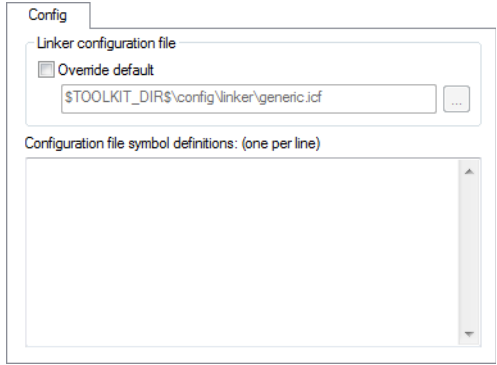 Config
Linker configuration file
Override default
$TOOLKIT_DIR$\config\linker\generic.icf
...
Configuration file symbol definitions: (one per line)